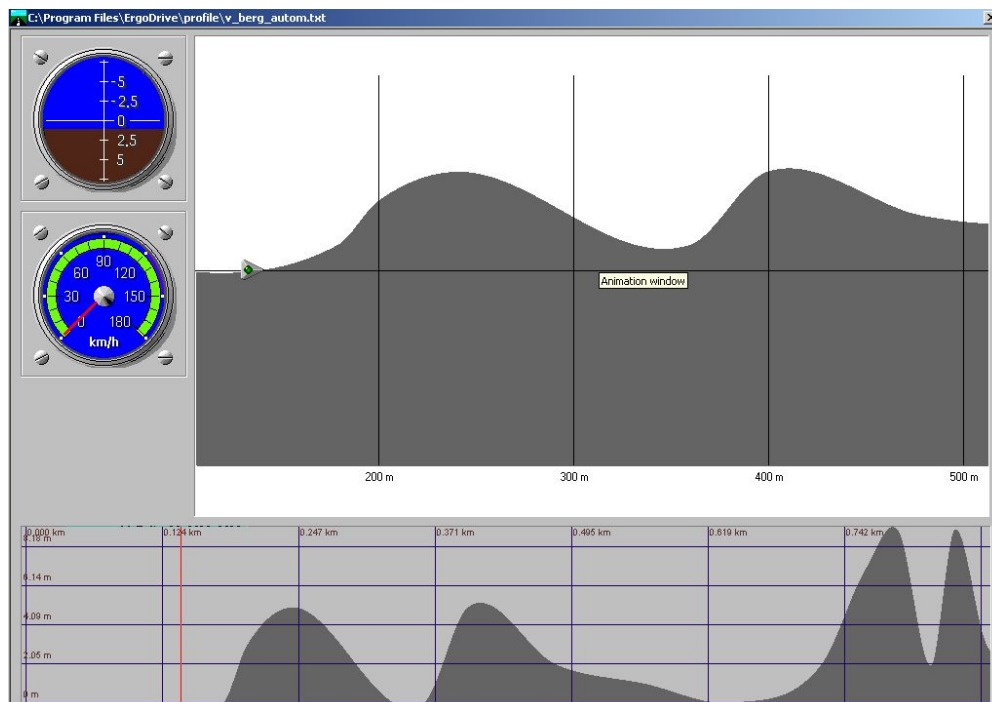 C:\Program Files\ErgoDrive\profile\v_berg_autom.txt
-5
-2.5
0
2.5
5
90
60 120
30 150
0 180
km/h
Animation window
200 m 300 m 400 m 500 m
0.000 km 0.124 km 0.247 km 0.371 km 0.495 km 0.619 km 0.742 km
8.18 m
6.14 m
4.09 m
2.05 m
0 m